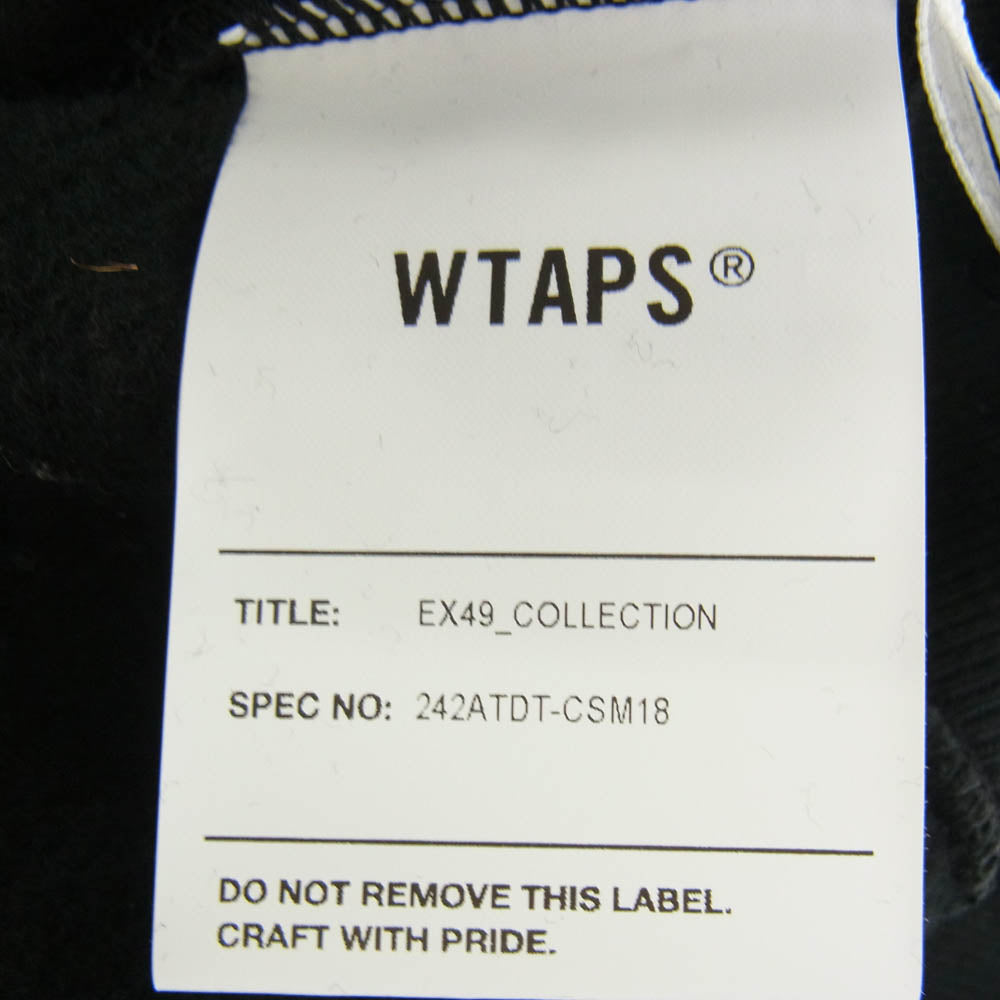 WTAPS®
TITLE: EX49_COLLECTION
SPEC NO: 242ATDT-CSM18
DO NOT REMOVE THIS LABEL.
CRAFT WITH PRIDE.